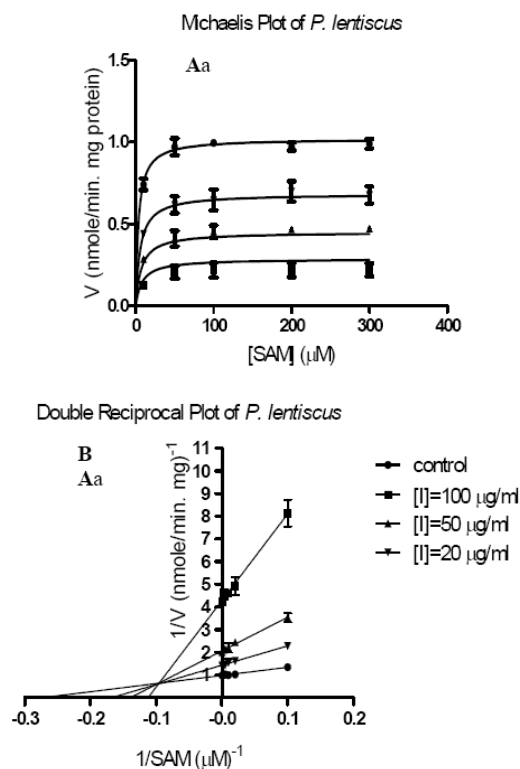 Michaelis Plot of P. lentiscus
Aa
V (nmole/min. mg protein)
1.5
1.0
0.5
0.0
0 100 200 300 400
[SAM] (μM)
Double Reciprocal Plot of P. lentiscus
B
Aa
1/V (nmole/min. mg)-1
11
10
9
8
7
6
5
4
3
2
1
-0.3 -0.2 -0.1 -0.0 0.1 0.2
1/SAM (μM)-1
control
[I]=100 μg/ml
[I]=50 μg/ml
[I]=20 μg/ml